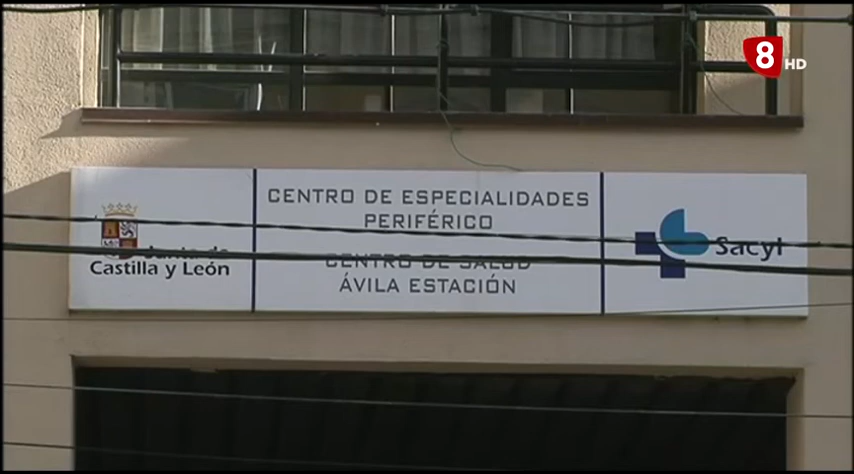 8 HD
Junta de
Castilla y León
CENTRO DE ESPECIALIDADES
PERIFÉRICO
CENTRO DE SALUD
ÁVILA ESTACIÓN
Sacyl